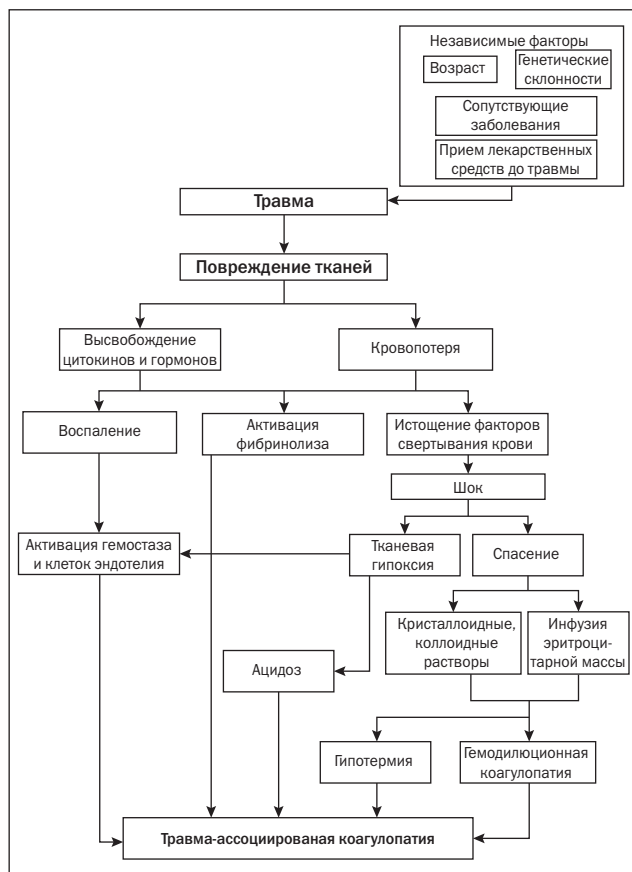 Независимые факторы
Возраст
Генетические
склонности
Сопутствующие
заболевания
Прием лекарственных
средств до травмы
Травма
Повреждение тканей
Высвобождение
цитокинов и гормонов
Кровопотеря
Воспаление
Активация
фибринолиза
Истощение факторов
свертывания крови
Шок
Активация гемостаза
и клеток эндотелия
Тканевая
гипоксия
Спасение
Кристаллоидные,
коллоидные
растворы
Инфузия
эритроци-
тарной массы
Ацидоз
Гипотермия
Гемодилюционная
коагулопатия
Травма-ассоциированая коагулопатия